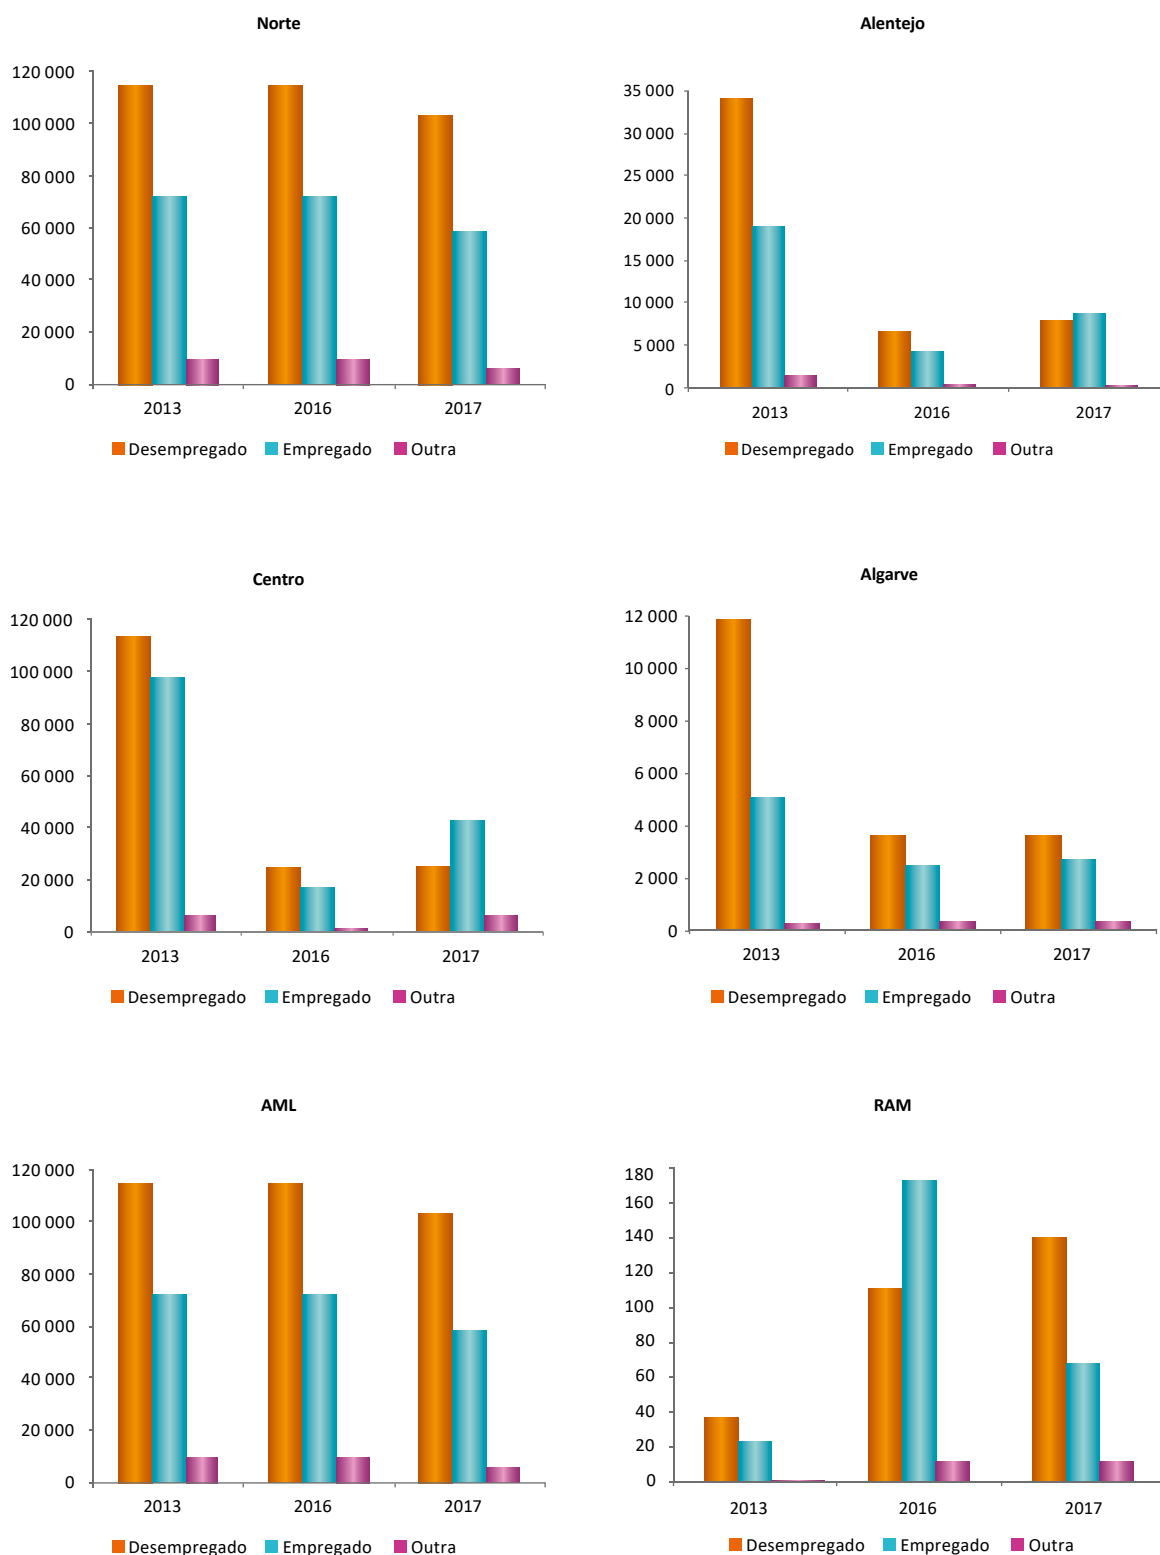 Norte
120 000
100 000
80 000
60 000
40 000
20 000
0
2013 2016 2017
Desempregado Empregado Outra
Alentejo
35 000
30 000
25 000
20 000
15 000
10 000
5 000
0
2013 2016 2017
Desempregado Empregado Outra
Centro
120 000
100 000
80 000
60 000
40 000
20 000
0
2013 2016 2017
Desempregado Empregado Outra
Algarve
12 000
10 000
8 000
6 000
4 000
2 000
0
2013 2016 2017
Desempregado Empregado Outra
AML
120 000
100 000
80 000
60 000
40 000
20 000
0
2013 2016 2017
Desempregado Empregado Outra
RAM
180
160
140
120
100
80
60
40
20
0
2013 2016 2017
Desempregado Empregado Outra